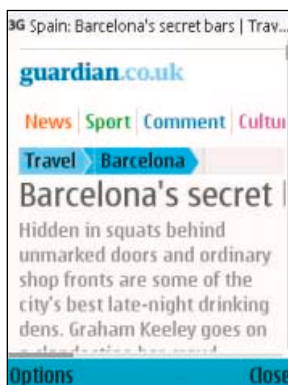 3G Spain: Barcelona's secret bars | Trav...
guardian.co.uk
News Sport Comment
Travel Barcelona
Barcelona's secret
Hidden in squats behind
unmarked doors and ordinary
shop fronts are some of the
city's best late-night drinking
dens. Graham Keeley goes on
Options Close